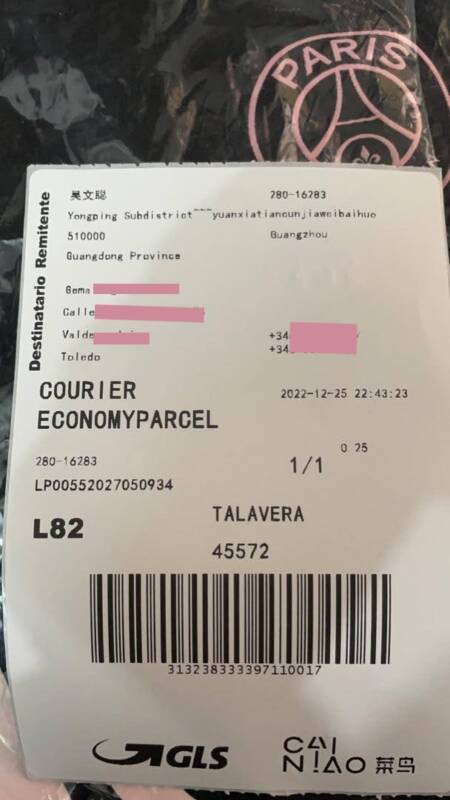 PARIS
Destinatario Remitente
吴文聪 280-16283
Yongping Subdistrict~~~yuanxiatiancunjiaweibaihuo
510000 Guangzhou
Guangdong Province
Gema
Calle
Valde +34
Toledo +34
COURIER 2022-12-25 22:43:23
ECONOMYPARCEL
280-16283 1/1 0.25
LP00552027050934
L82 TALAVERA
45572
313238333397110017
GLS CAINIAO 菜鸟